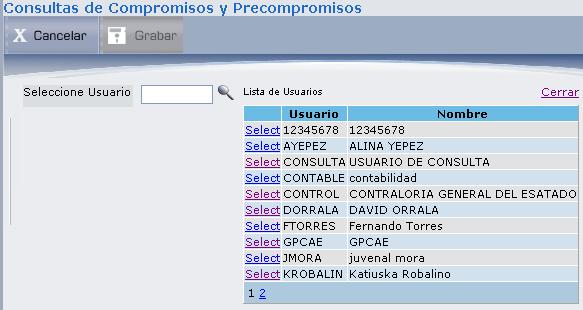 Consultas de Compromisos y Precompromisos
X Cancelar Grabar
Seleccione Usuario Lista de Usuarios Cerrar
Usuario Nombre
Select 12345678 12345678
Select AYEPEZ ALINA YEPEZ
Select CONSULTA USUARIO DE CONSULTA
Select CONTABLE contabilidad
Select CONTROL CONTRALORIA GENERAL DEL ESATADO
Select DORRALA DAVID ORRALA
Select FTORRES Fernando Torres
Select GPCAE GPCAE
Select JMORA juvenal mora
Select KROBALIN Katiuska Robalino
1 2